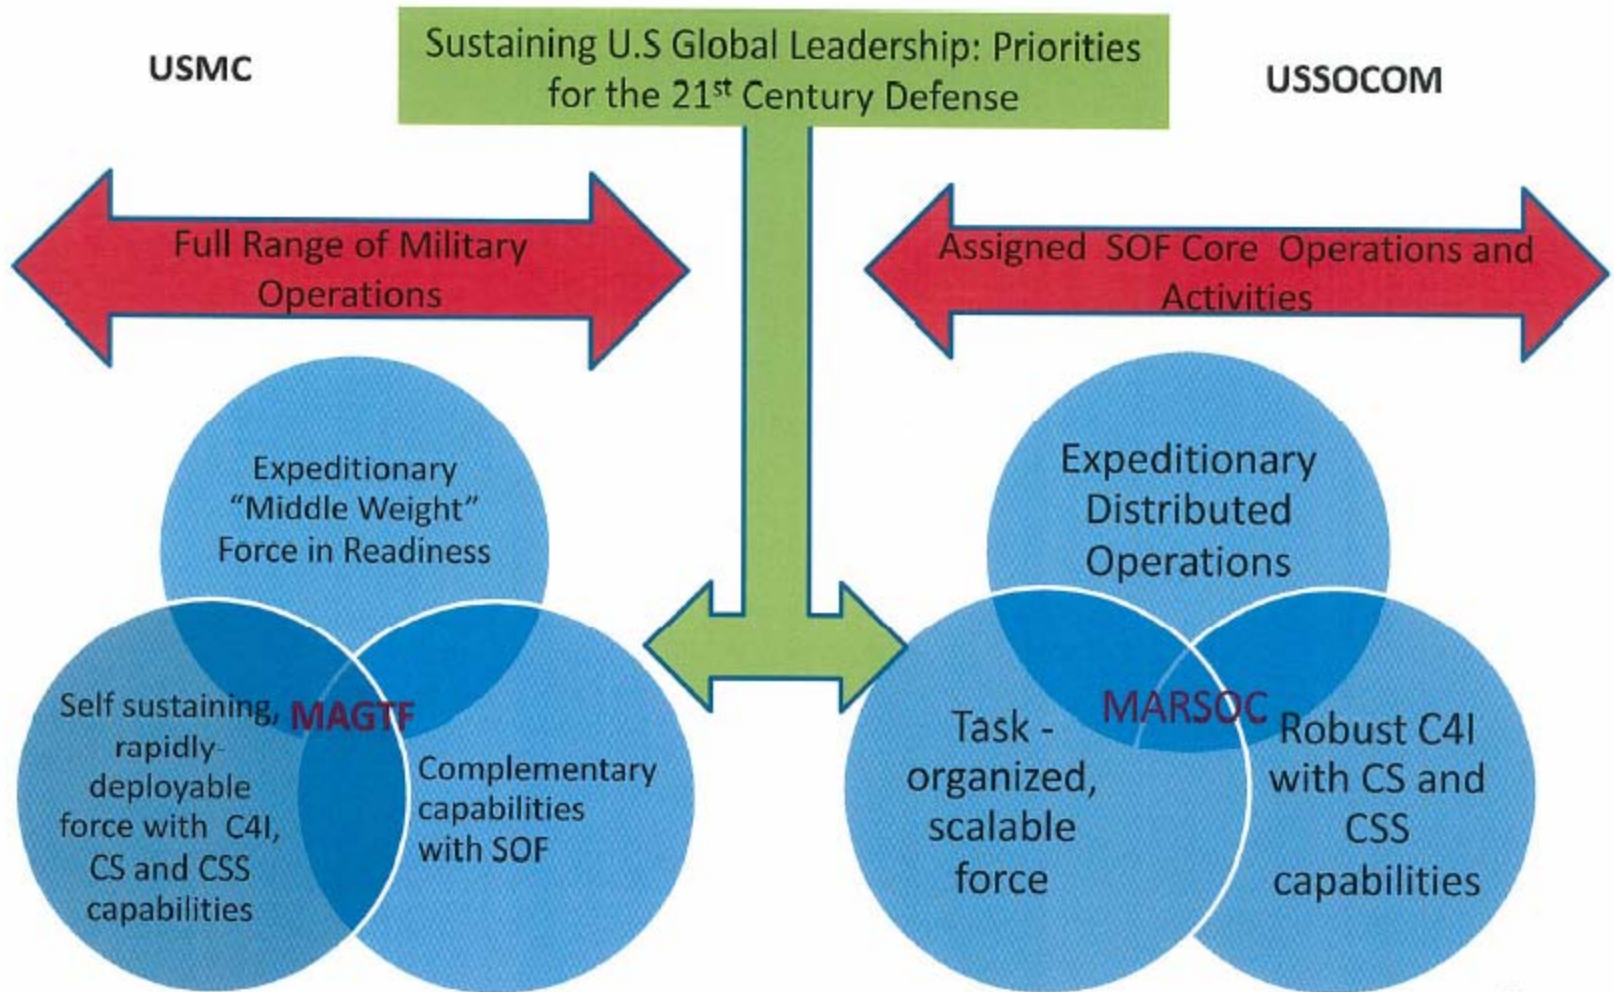 USMC
Sustaining U.S Global Leadership: Priorities
for the 21st Century Defense
USSOCOM
Full Range of Military
Operations
Assigned SOF Core Operations and
Activities
Expeditionary
“Middle Weight”
Force in Readiness
Self sustaining,
rapidly-
deployable
force with C4I,
CS and CSS
capabilities
MAGTF
Complementary
capabilities
with SOF
Expeditionary
Distributed
Operations
MARSOC
Task -
organized,
scalable
force
Robust C4I
with CS and
CSS
capabilities